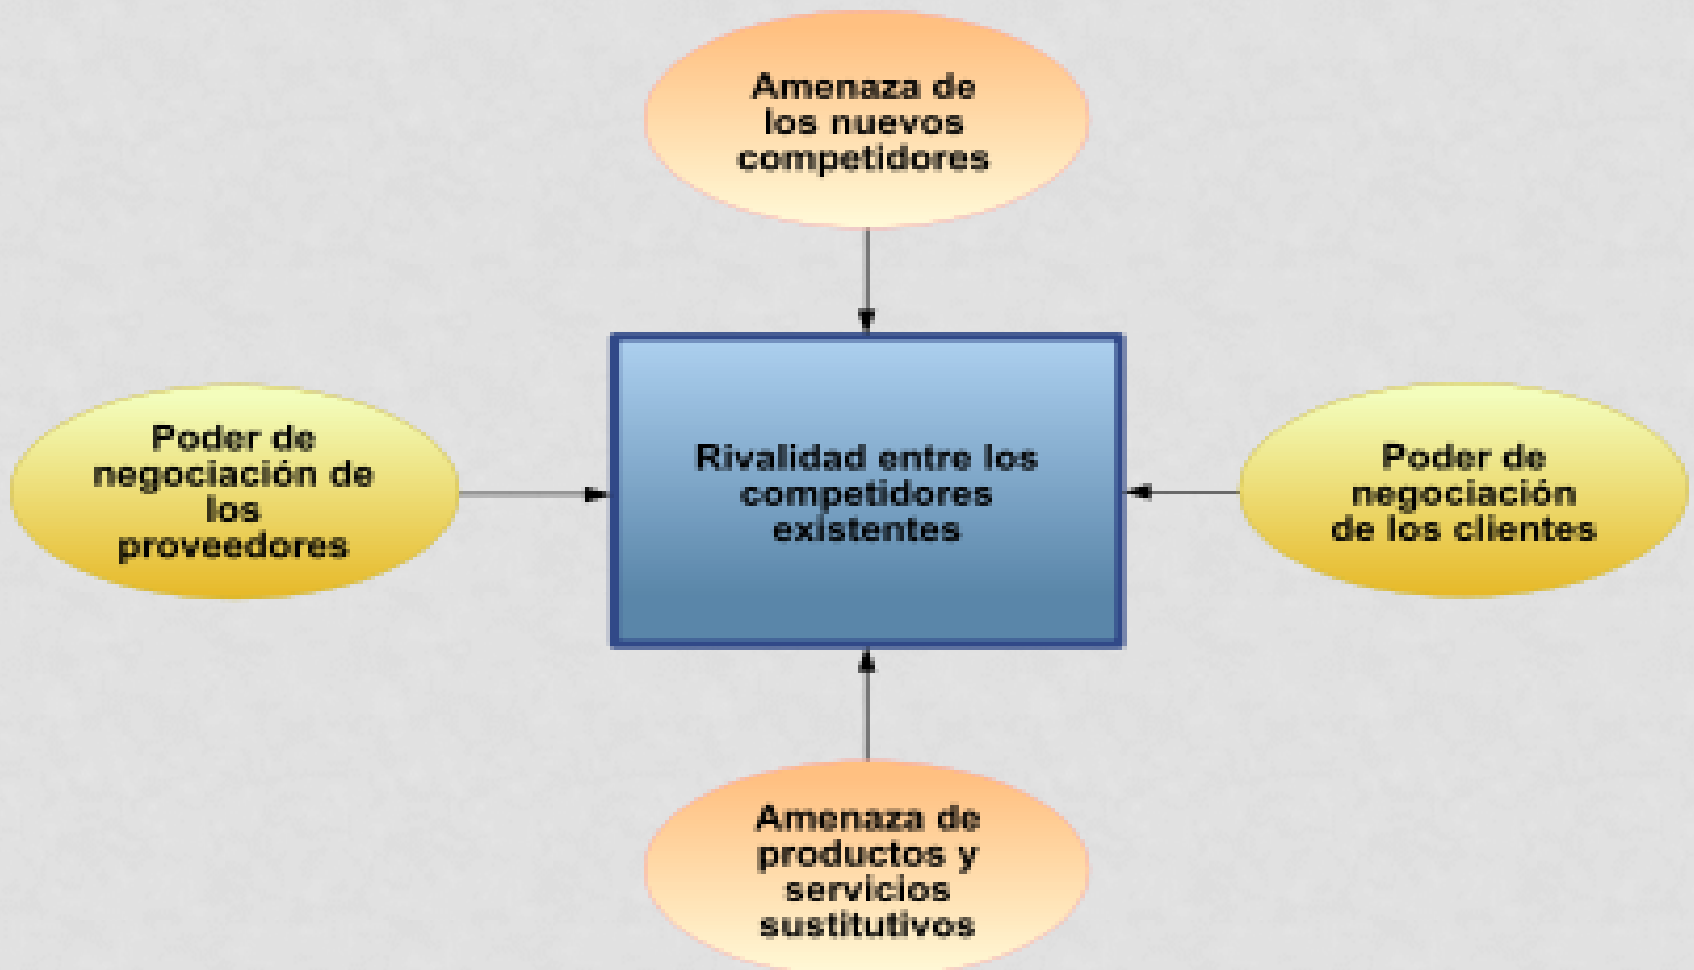 Amenaza de
los nuevos
competidores
Poder de
negociación de
los
proveedores
Rivalidad entre los
competidores
existentes
Poder de
negociación
de los clientes
Amenaza de
productos y
servicios
sustitutivos